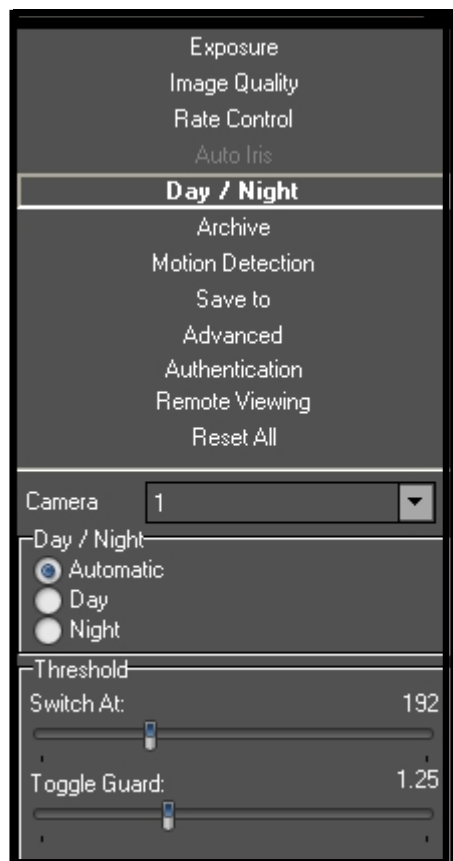 Exposure
Image Quality
Rate Control
Auto Iris
Day / Night
Archive
Motion Detection
Save to
Advanced
Authentication
Remote Viewing
Reset All
Camera 1
Day / Night
Automatic
Day
Night
Threshold
Switch At: 192
Toggle Guard: 1.25